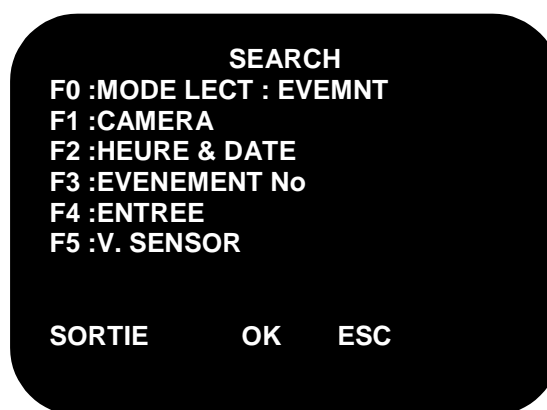 SEARCH
F0 :MODE LECT : EVEMNT
F1 :CAMERA
F2 :HEURE & DATE
F3 :EVENEMENT No
F4 :ENTREE
F5 :V. SENSOR
SORTIE OK ESC